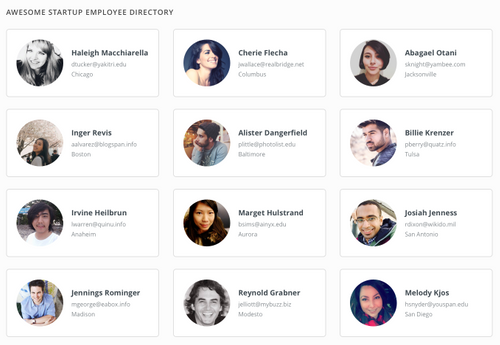 AWESOME STARTUP EMPLOYEE DIRECTORY
Haleigh Macchiarella
dtucker@yakitri.edu
Chicago
Cherie Flecha
jwallace@realbridge.net
Columbus
Abagael Otani
sknight@yambee.com
Jacksonville
Inger Revis
aalvarez@blogspan.info
Boston
Alister Dangerfield
plittle@photolist.edu
Baltimore
Billie Krenzer
pberry@quatz.info
Tulsa
Irvine Heilbrun
lwarren@quinu.info
Anaheim
Marget Hulstrand
bsims@ainyx.edu
Aurora
Josiah Jenness
rdixon@wikido.mil
San Antonio
Jennings Rominger
mgeorge@eabox.info
Madison
Reynold Grabner
jelliott@mybuzz.biz
Modesto
Melody Kjos
hsnyder@youspan.edu
San Diego